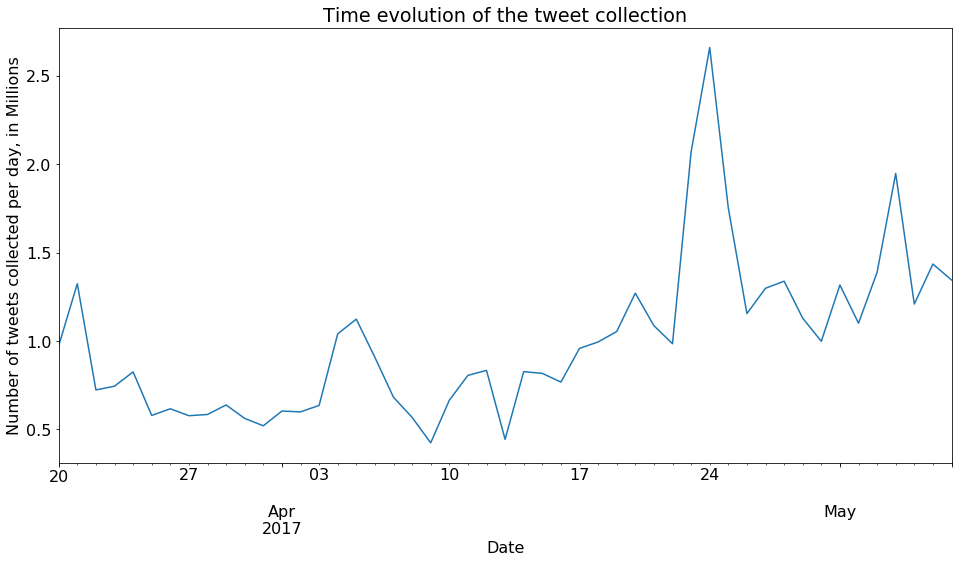 Time evolution of the tweet collection
Number of tweets collected per day, in Millions
2.5
2.0
1.5
1.0
0.5
20 27 03 10 17 24
Apr May
2017
Date